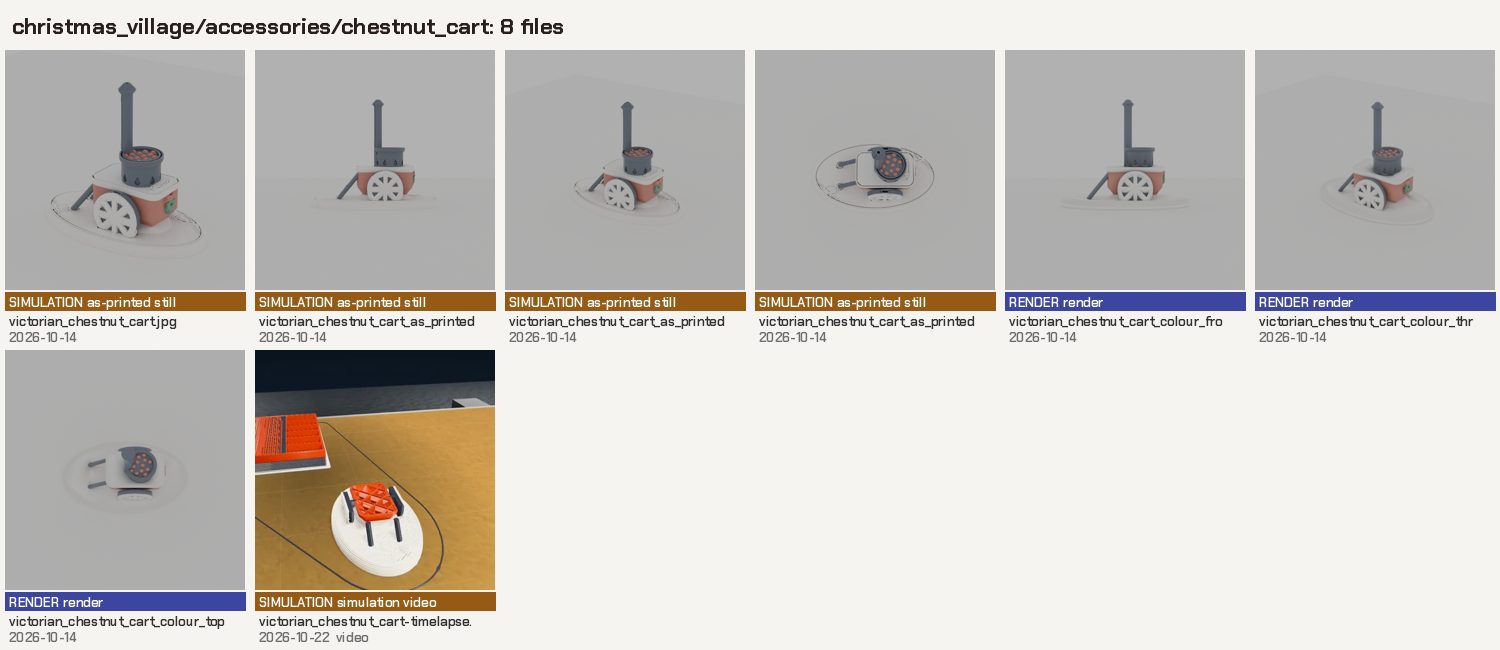 christmas_village/accessories/chestnut_cart: 8 files
SIMULATION as-printed still
victorian_chestnut_cart.jpg
2026-10-14
SIMULATION as-printed still
victorian_chestnut_cart_as_printed
2026-10-14
SIMULATION as-printed still
victorian_chestnut_cart_as_printed
2026-10-14
SIMULATION as-printed still
victorian_chestnut_cart_as_printed
2026-10-14
RENDER render
victorian_chestnut_cart_colour_fro
2026-10-14
RENDER render
victorian_chestnut_cart_colour_thr
2026-10-14
RENDER render
victorian_chestnut_cart_colour_top
2026-10-14
SIMULATION simulation video
victorian_chestnut_cart-timelapse.
2026-10-22 video